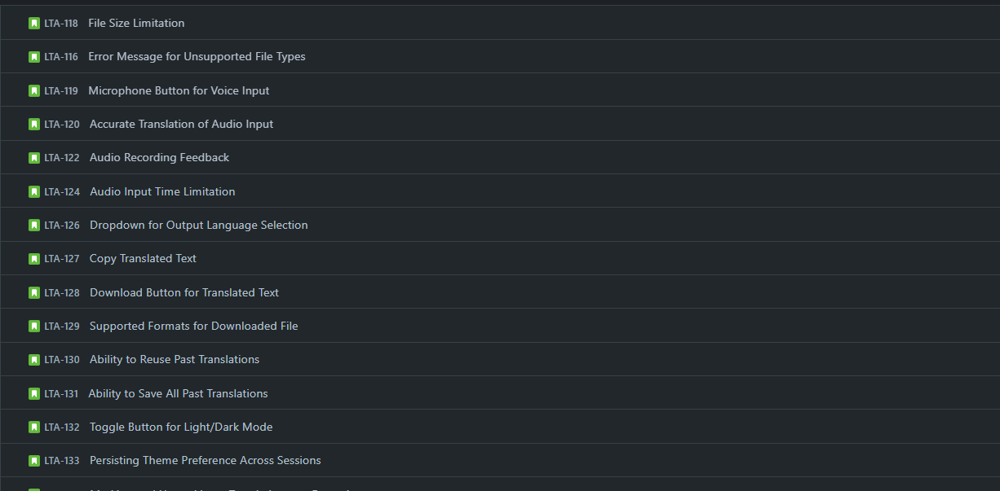 LTA-118 File Size Limitation
LTA-116 Error Message for Unsupported File Types
LTA-119 Microphone Button for Voice Input
LTA-120 Accurate Translation of Audio Input
LTA-122 Audio Recording Feedback
LTA-124 Audio Input Time Limitation
LTA-126 Dropdown for Output Language Selection
LTA-127 Copy Translated Text
LTA-128 Download Button for Translated Text
LTA-129 Supported Formats for Downloaded File
LTA-130 Ability to Reuse Past Translations
LTA-131 Ability to Save All Past Translations
LTA-132 Toggle Button for Light/Dark Mode
LTA-133 Persisting Theme Preference Across Sessions